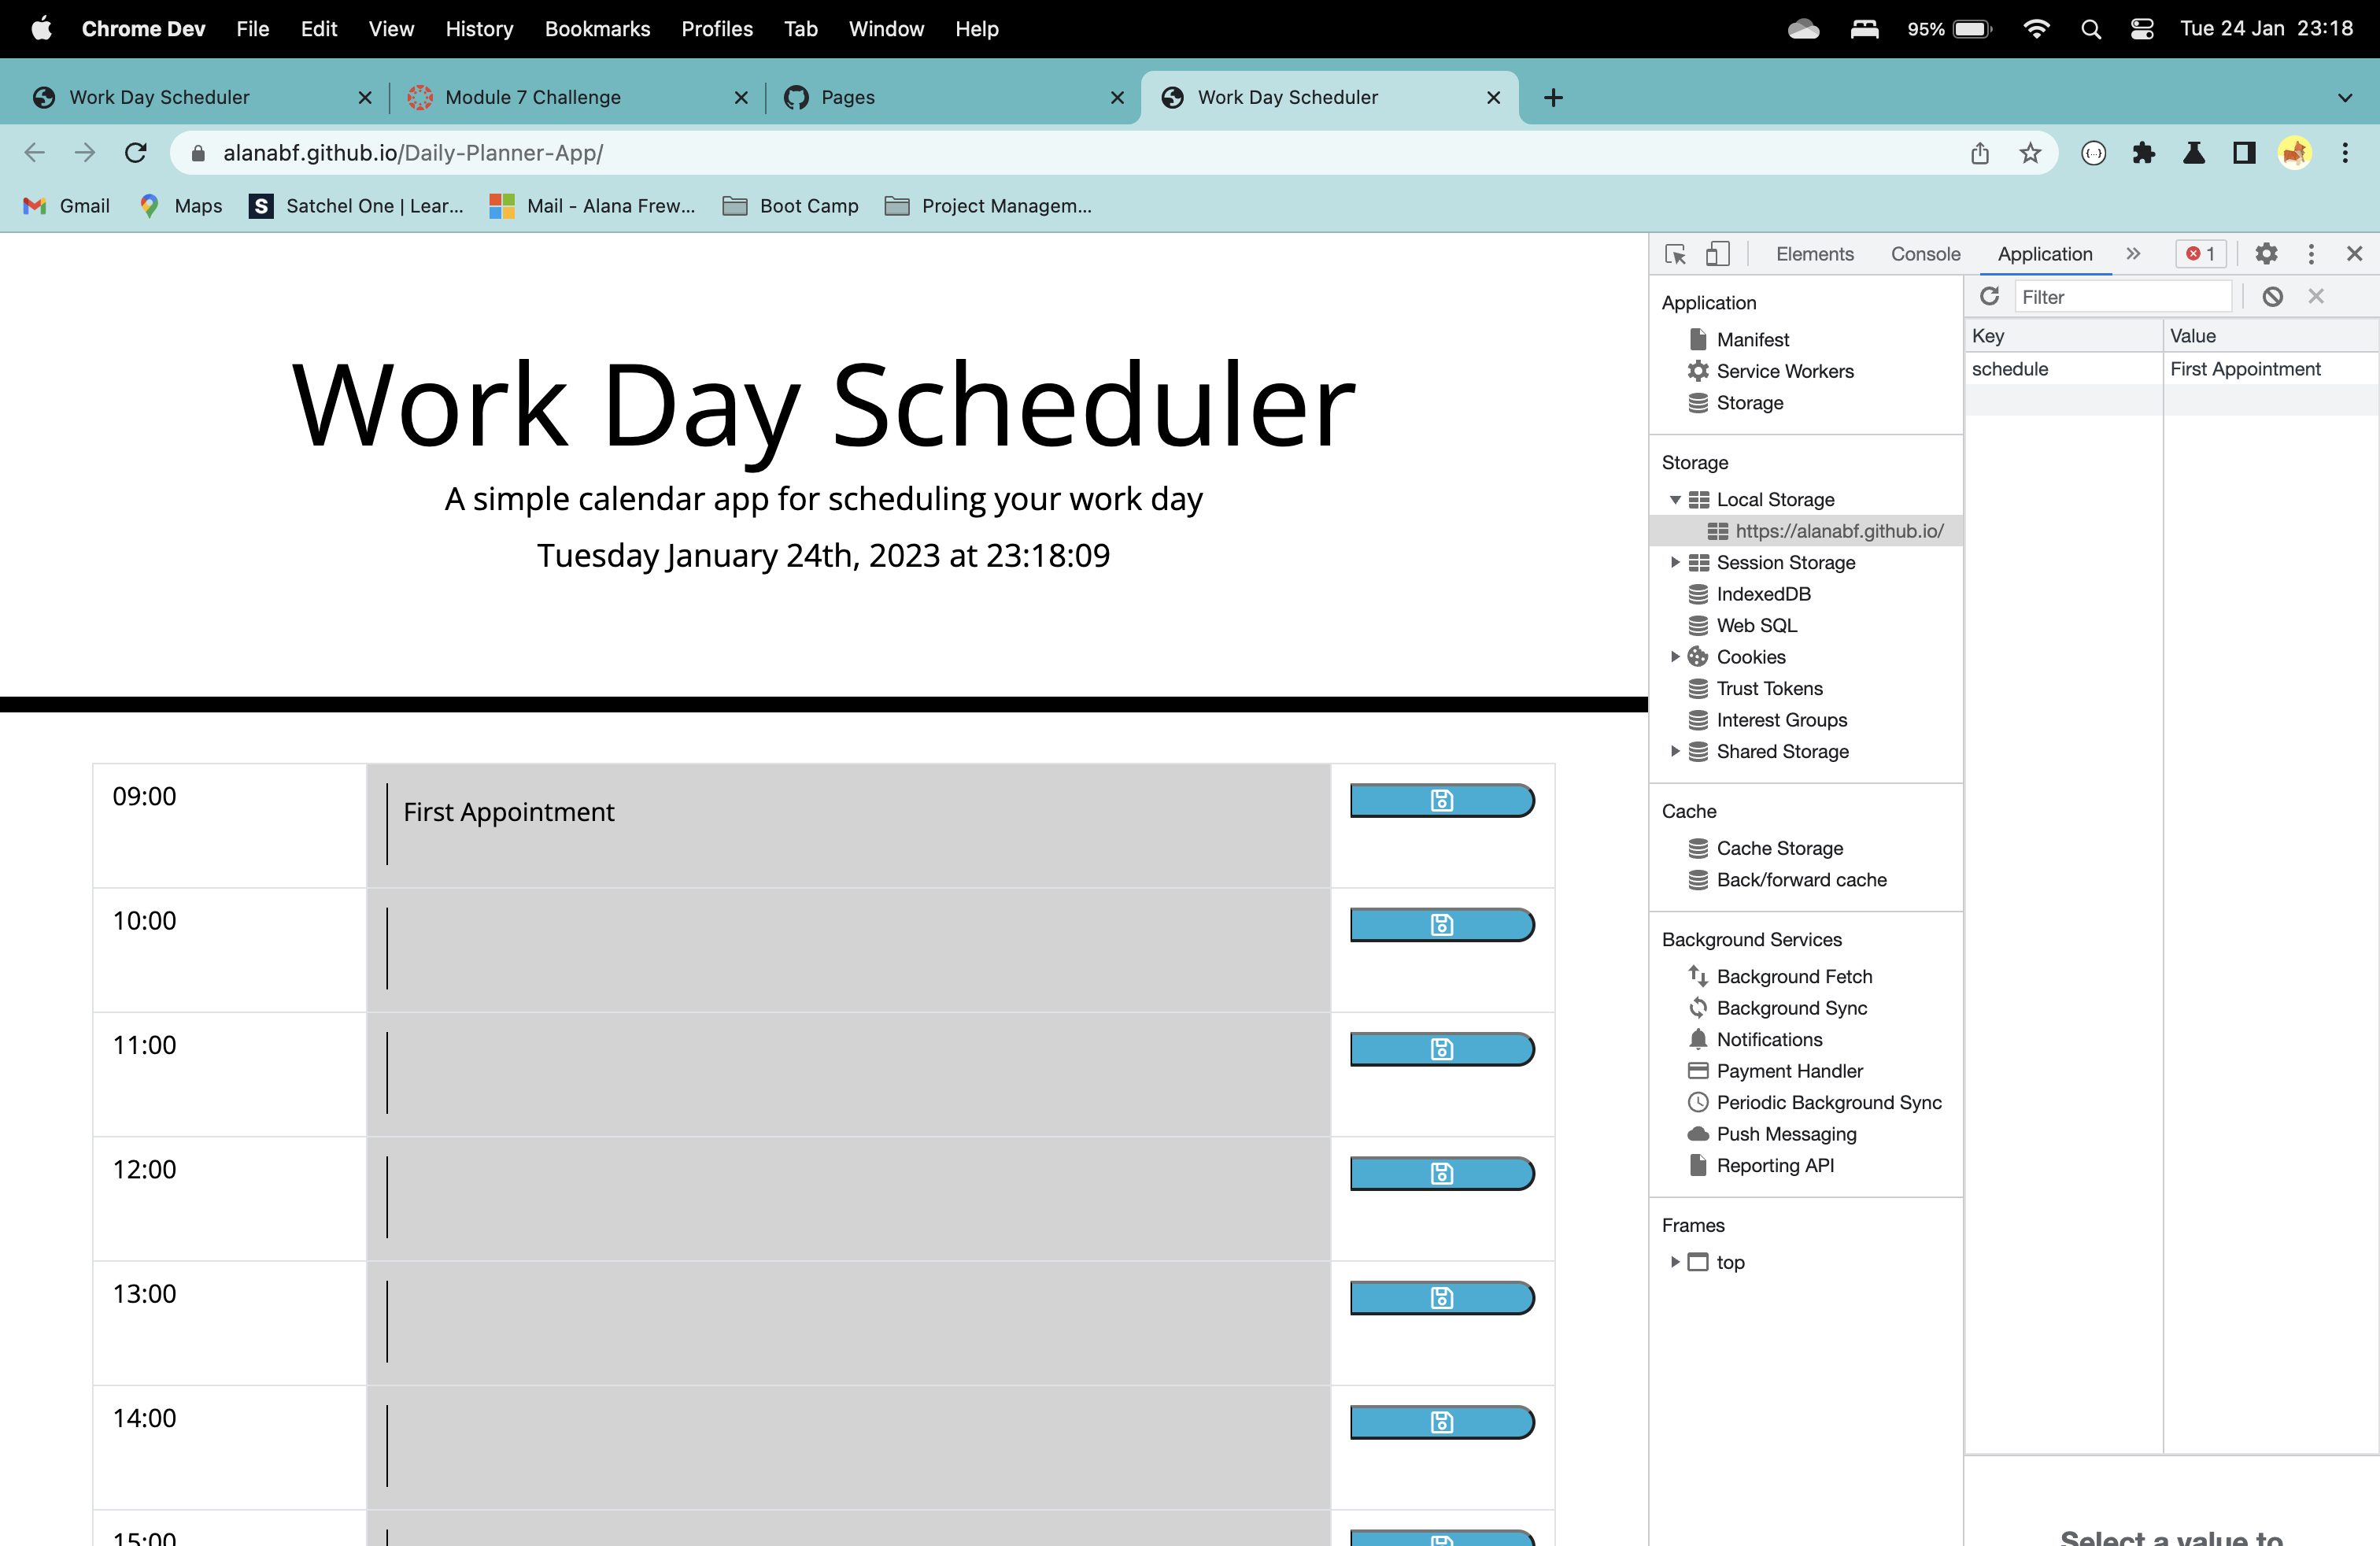 Chrome Dev File Edit View History Bookmarks Profiles Tab Window Help 95% Tue 24 Jan 23:18
Work Day Scheduler Module 7 Challenge Pages Work Day Scheduler
alanabf.github.io/Daily-Planner-App/
Gmail Maps S Satchel One | Lear... Mail - Alana Frew... Boot Camp Project Managem...
Work Day Scheduler
A simple calendar app for scheduling your work day
Tuesday January 24th, 2023 at 23:18:09
09:00 First Appointment
10:00
11:00
12:00
13:00
14:00
15:00
Elements Console Application 1
Application
Manifest
Service Workers
Storage
Storage
Local Storage
https://alanabf.github.io/
Session Storage
IndexedDB
Web SQL
Cookies
Trust Tokens
Interest Groups
Shared Storage
Cache
Cache Storage
Back/forward cache
Background Services
Background Fetch
Background Sync
Notifications
Payment Handler
Periodic Background Sync
Push Messaging
Reporting API
Frames
top
Filter
Key Value
schedule First Appointment
Select a value to